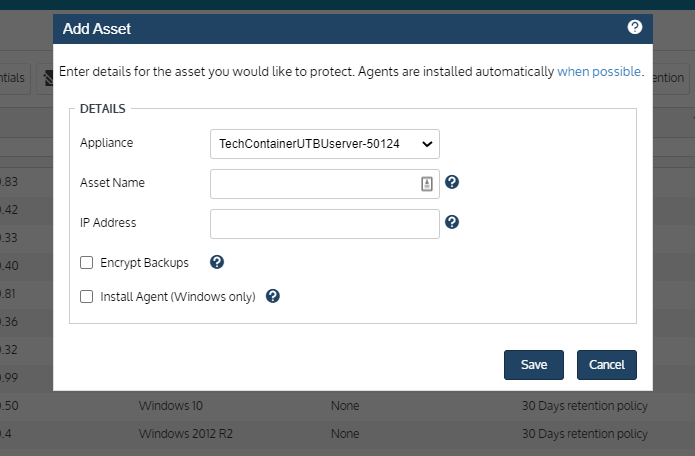 Add Asset
ntials
Enter details for the asset you would like to protect. Agents are installed automatically when possible.
ention
DETAILS
Appliance TechContainerUTBUserver-50124
Asset Name
.83
.42
IP Address
.33
Encrypt Backups
.40
Install Agent (Windows only)
.81
.36
.32
Save Cancel
.99
.50 Windows 10 None 30 Days retention policy
.4 Windows 2012 R2 None 30 Days retention policy